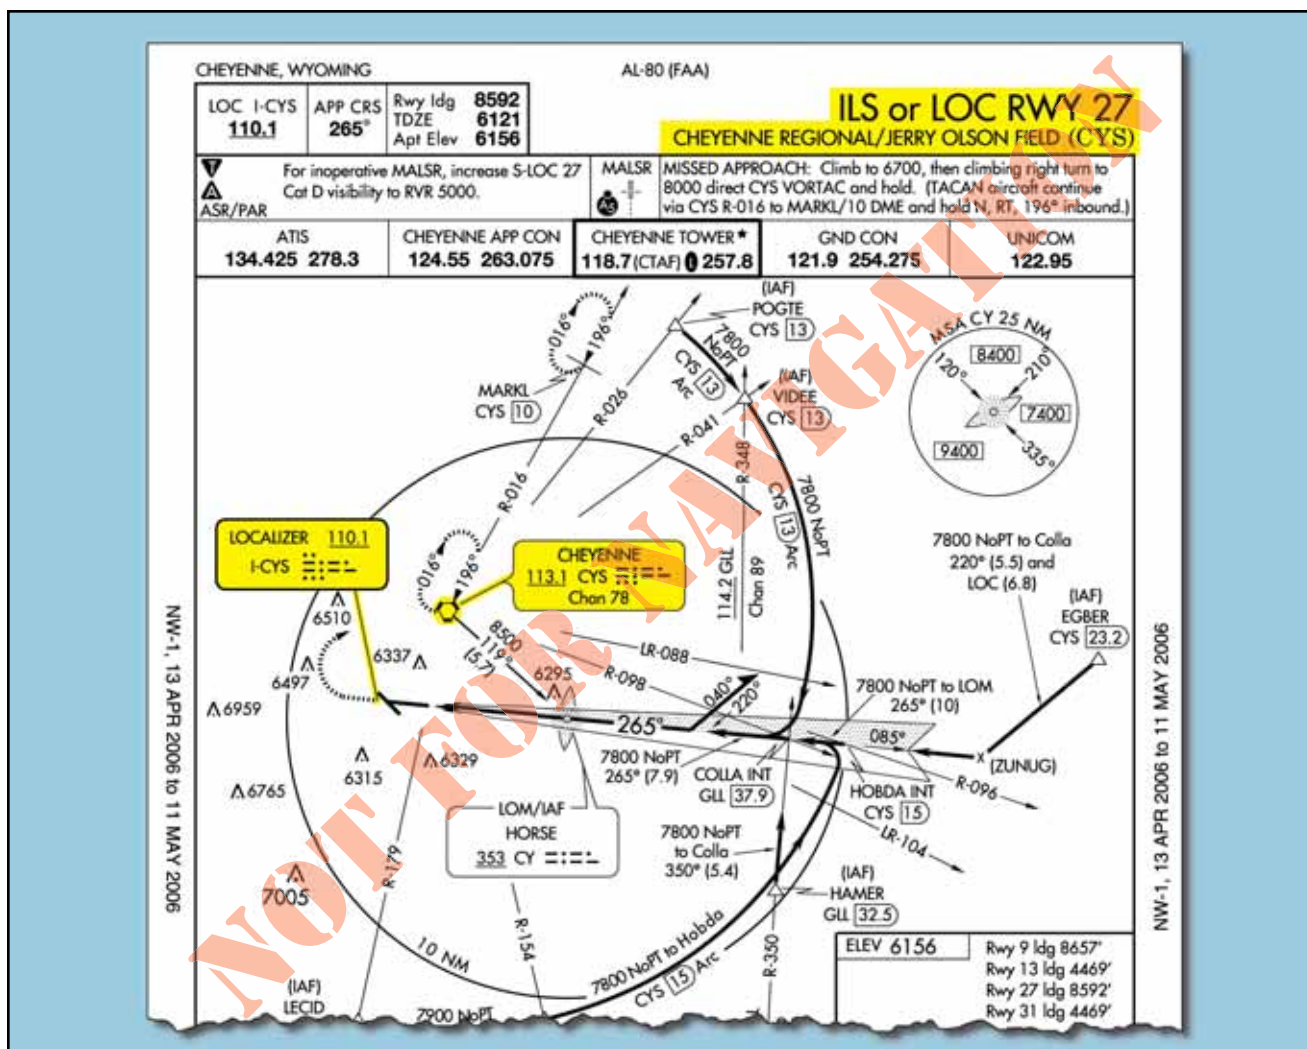 CHEYENNE, WYOMING
AL-80 (FAA)
LOC I-CYS
110.1
APP CRS
265°
Rwy ldg 8592
TDZE 6121
Apt Elev 6156
ILS or LOC RWY 27
CHEYENNE REGIONAL/JERRY OLSON FIELD (CYS)
T
A
ASR/PAR
For inoperative MALSR, increase S-LOC 27
Cat D visibility to RVR 5000.
MALSR
A5
MISSED APPROACH: Climb to 6700, then climbing right turn to
8000 direct CYS VORTAC and hold. (TACAN aircraft continue
via CYS R-016 to MARKL/10 DME and hold N, RT, 196° inbound.)
ATIS
134.425 278.3
CHEYENNE APP CON
124.55 263.075
CHEYENNE TOWER★
118.7(CTAF) L 257.8
GND CON
121.9 254.275
UNICOM
122.95
(IAF)
POGTE
CYS 13
016°
196°
MARKL
CYS 10
7800
NoPT
CYS 13
Arc
(IAF)
VIDEE
CYS 13
MSA CY 25 NM
8400
120°
210°
7400
9400
335°
R-026
R-041
R-348
R-016
7800 NoPT
CYS 13 Arc
LOCALIZER 110.1
I-CYS
016°
196°
CHEYENNE
113.1 CYS
Chan 78
114.2 GLL
Chan 89
7800 NoPT to Colla
220° (5.5) and
LOC (6.8)
(IAF)
EGBER
CYS 23.2
6510
6337
6497
6959
8500
119°
(5.7)
6295
LR-088
R-098
040°
220°
7800 NoPT to LOM
265° (10)
265°
085°
(ZUNUG)
6315
6329
6765
7800 NoPT
265° (7.9)
COLLA INT
GLL 37.9
HOBDA INT
CYS 15
R-096
LR-104
LOM/IAF
HORSE
353 CY
7800 NoPT
to Colla
350° (5.4)
(IAF)
HAMER
GLL 32.5
7005
R-179
R-154
R-350
10 NM
7800 NoPT to Hobda
CYS 15 Arc
(IAF)
LECID
7900 NoPT
ELEV 6156
Rwy 9 ldg 8657'
Rwy 13 ldg 4469'
Rwy 27 ldg 8592'
Rwy 31 ldg 4469'
NW-1, 13 APR 2006 to 11 MAY 2006
NW-1, 13 APR 2006 to 11 MAY 2006
NOT FOR NAVIGATION